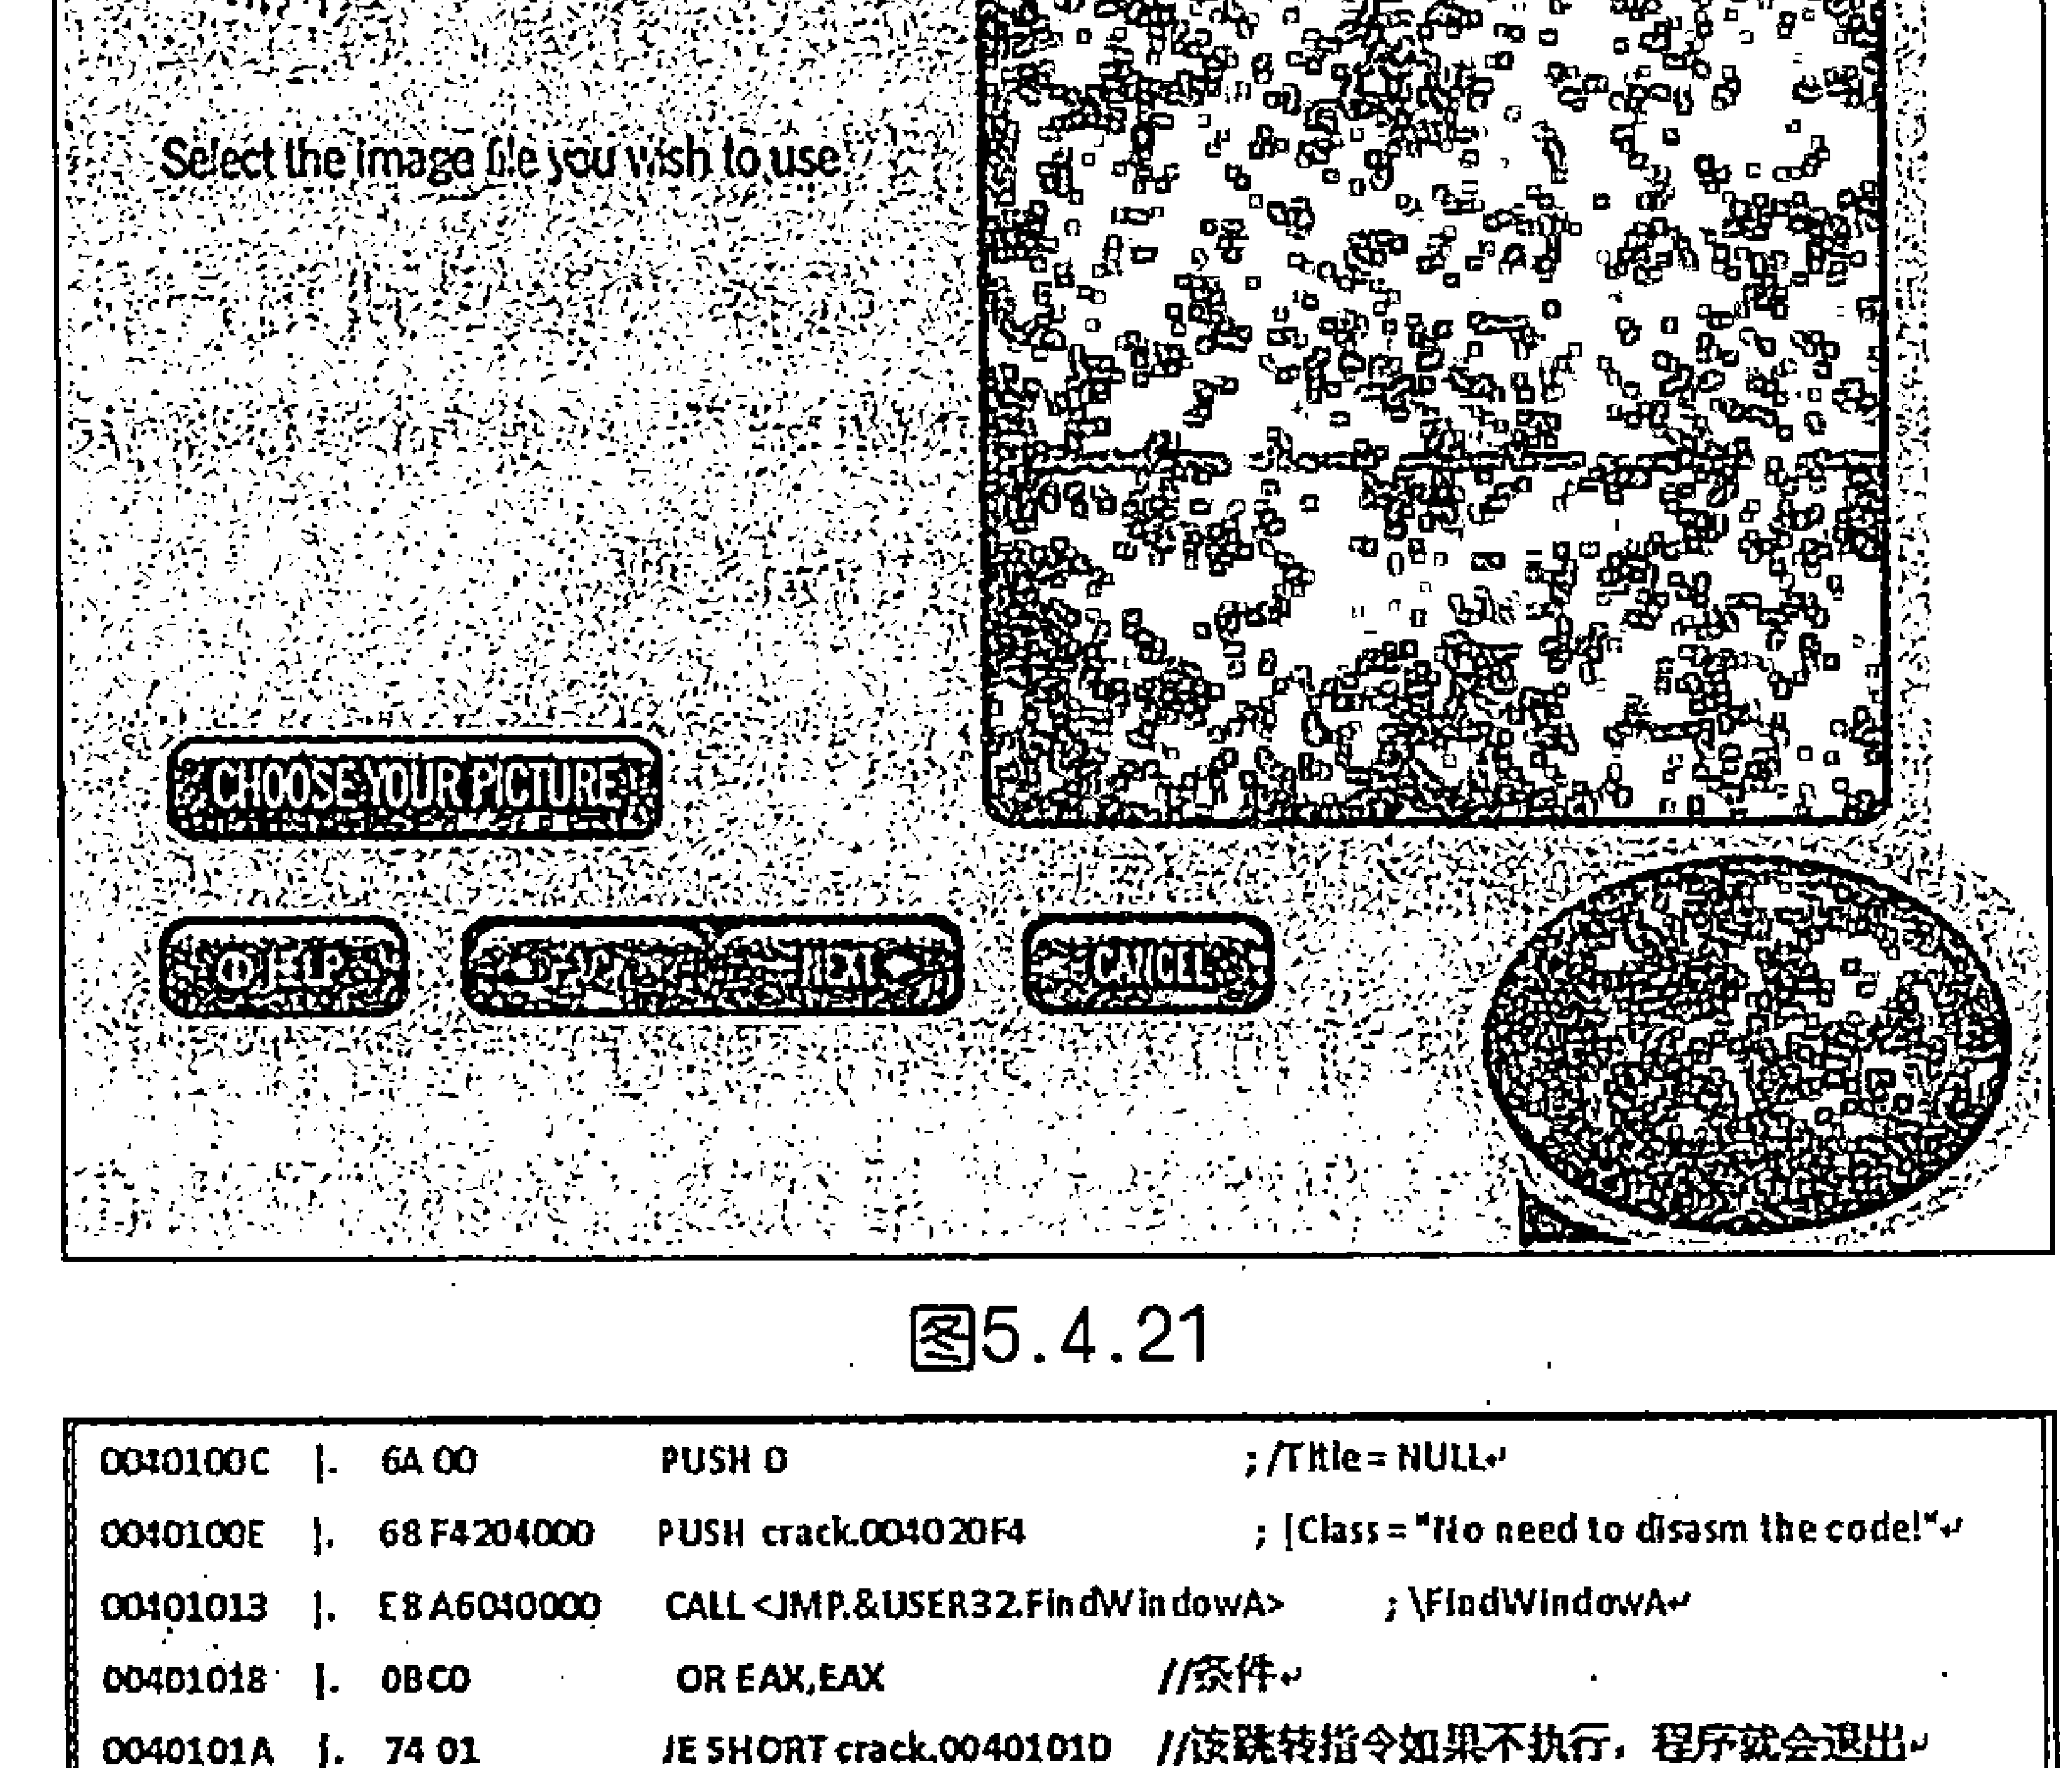 Select the image file you wish to use
CHOOSE YOUR PICTURE
HELP
NEXT
CANCEL
图5.4.21
0040100C |. 6A 00 PUSH 0 ; /Title = NULL↵
0040100E |. 68 F4204000 PUSH crack.004020F4 ; |Class = "No need to disasm the code!"↵
00401013 |. E8 A6040000 CALL <JMP.&USER32.FindWindowA> ; \FindWindowA↵
00401018 |. 0BC0 OR EAX,EAX //条件↵
0040101A |. 74 01 JE SHORT crack.0040101D //该跳转指令如果不执行，程序就会退出↵